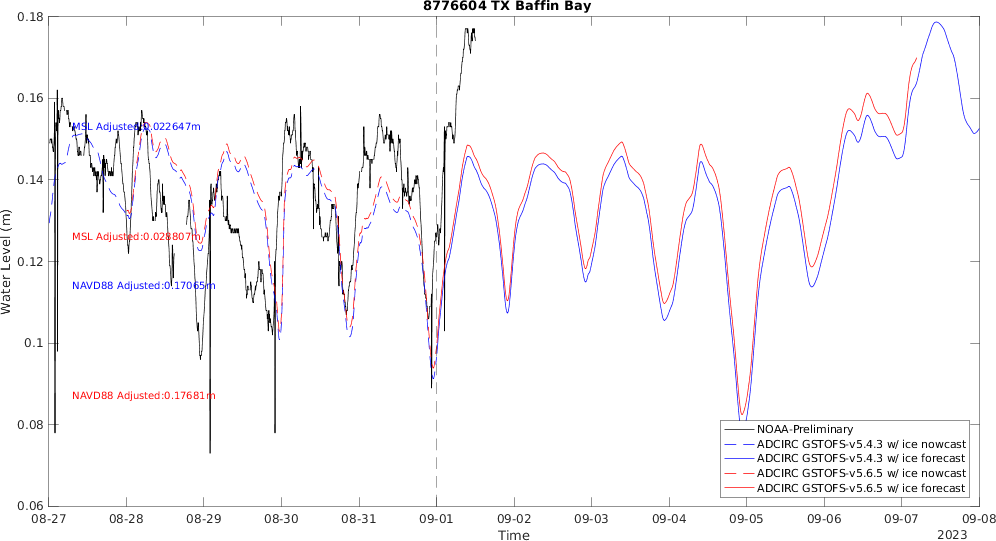 8776604 TX Baffin Bay
0.18
0.16
0.14
0.12
0.1
0.08
0.06
Water Level (m)
MSL Adjusted:0.022647m
MSL Adjusted:0.028807m
NAVD88 Adjusted:0.17065m
NAVD88 Adjusted:0.17681m
NOAA-Preliminary
ADCIRC GSTOFS-v5.4.3 w/ ice nowcast
ADCIRC GSTOFS-v5.4.3 w/ ice forecast
ADCIRC GSTOFS-v5.6.5 w/ ice nowcast
ADCIRC GSTOFS-v5.6.5 w/ ice forecast
08-27 08-28 08-29 08-30 08-31 09-01 09-02 09-03 09-04 09-05 09-06 09-07 09-08
Time
2023